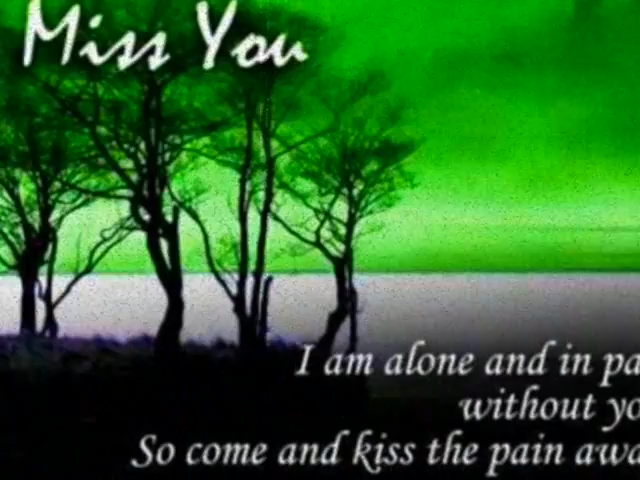 Miss You
I am alone and in pa
without yo
So come and kiss the pain awa